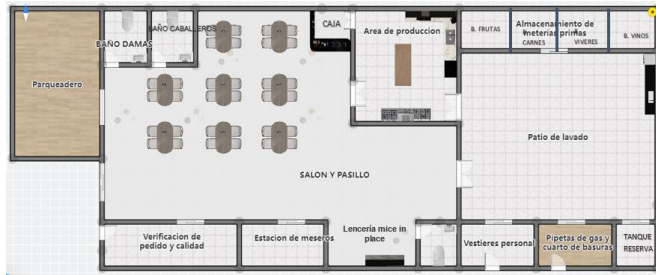 BAÑO DAMAS
BAÑO CABALLEROS
CAJA
Area de produccion
B. FRUTAS
Almacenamiento de
meterias primas
CARNES
VIVERES
B. VINOS
Parqueadero
Patio de lavado
SALON Y PASILLO
Verificacion de
pedido y calidad
Estacion de meseros
Lenceria mice in
place
Vestieres personal
Pipetas de gas y
cuarto de basuras
TANQUE
RESERVA